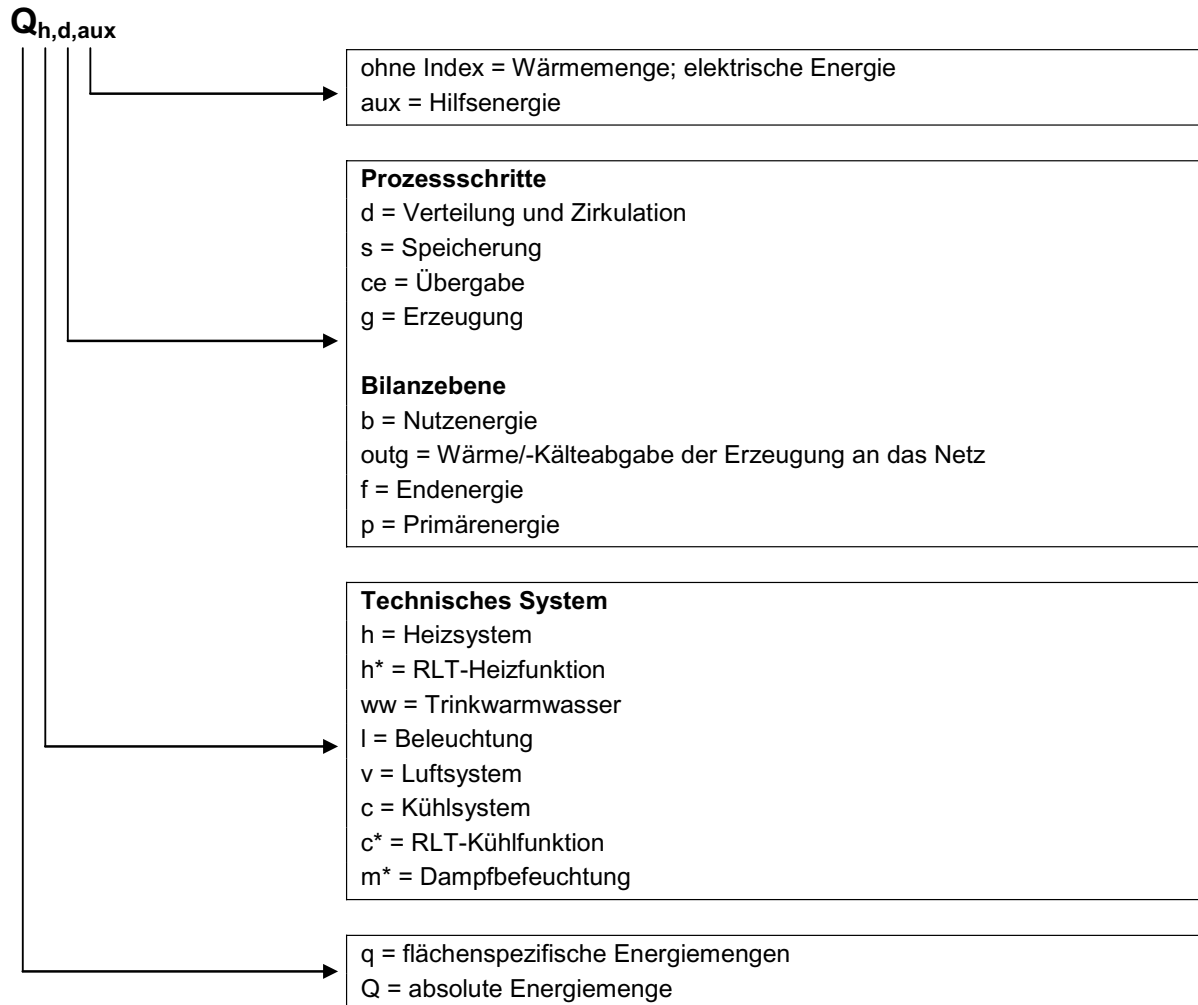 Qh,d,aux
ohne Index = Wärmemenge; elektrische Energie
aux = Hilfsenergie
Prozessschritte
d = Verteilung und Zirkulation
s = Speicherung
ce = Übergabe
g = Erzeugung
Bilanzebene
b = Nutzenergie
outg = Wärme/-Kälteabgabe der Erzeugung an das Netz
f = Endenergie
p = Primärenergie
Technisches System
h = Heizsystem
h* = RLT-Heizfunktion
ww = Trinkwarmwasser
l = Beleuchtung
v = Luftsystem
c = Kühlsystem
c* = RLT-Kühlfunktion
m* = Dampfbefeuchtung
q = flächenspezifische Energiemengen
Q = absolute Energiemenge